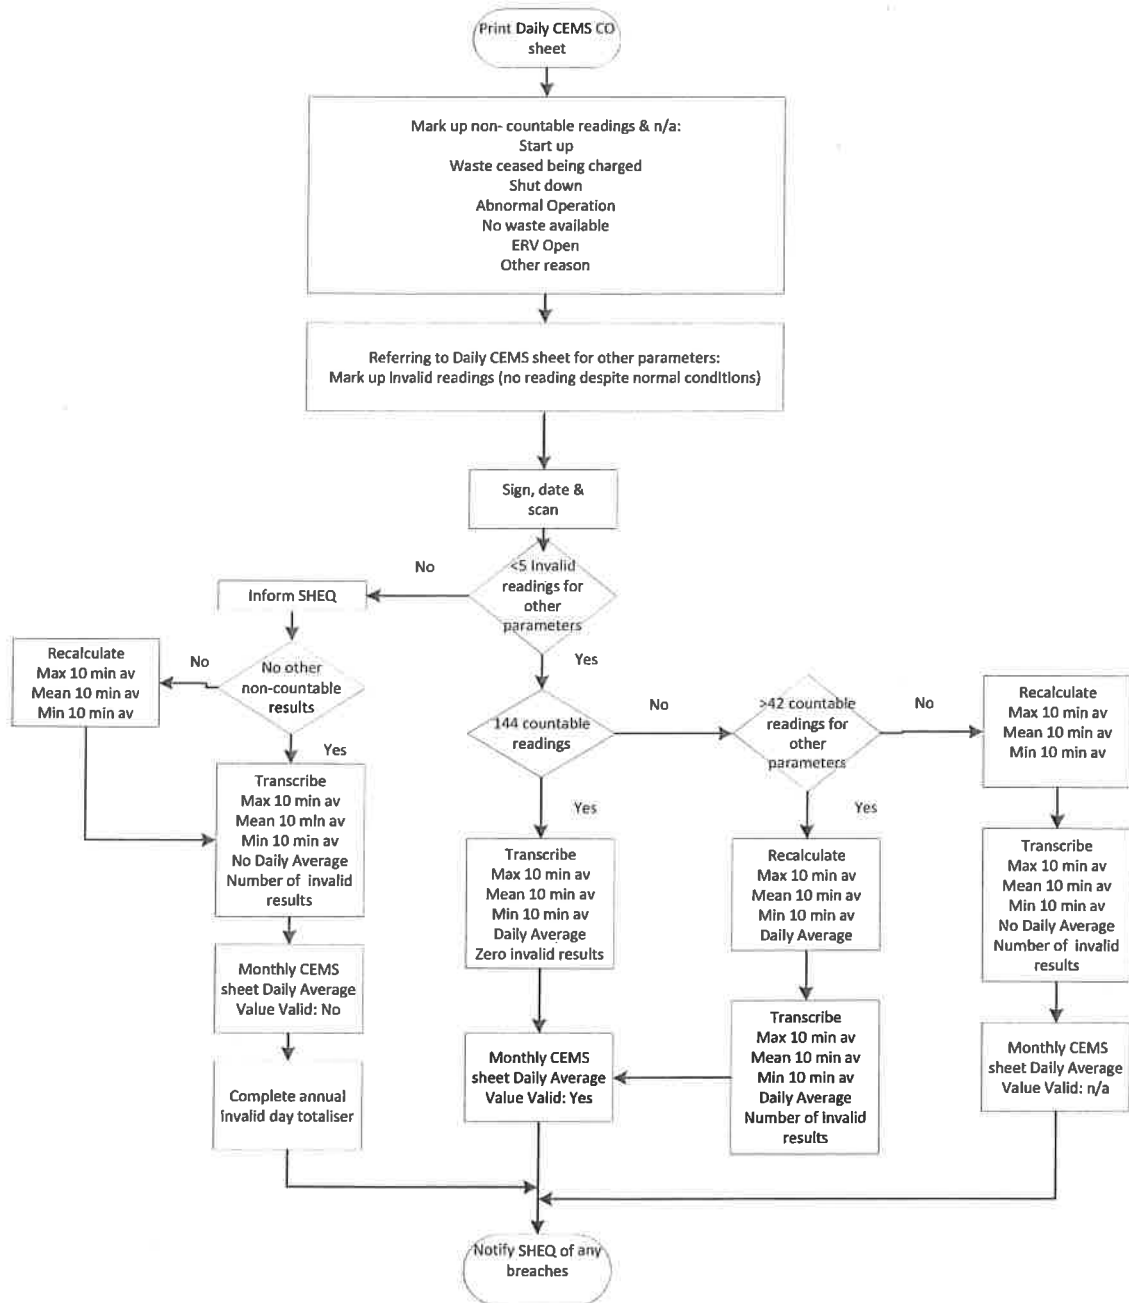 Print Daily CEMS CO
sheet
Mark up non- countable readings & n/a:
Start up
Waste ceased being charged
Shut down
Abnormal Operation
No waste available
ERV Open
Other reason
Referring to Daily CEMS sheet for other parameters:
Mark up invalid readings (no reading despite normal conditions)
Sign, date &
scan
<5 Invalid
readings for
other
parameters
No
Yes
Inform SHEQ
No other
non-countable
results
No
Yes
Recalculate
Max 10 min av
Mean 10 min av
Min 10 min av
Transcribe
Max 10 min av
Mean 10 min av
Min 10 min av
No Daily Average
Number of invalid
results
Monthly CEMS
sheet Daily Average
Value Valid: No
Complete annual
invalid day totaliser
144 countable
readings
No
Yes
Transcribe
Max 10 min av
Mean 10 min av
Min 10 min av
Daily Average
Zero invalid results
Monthly CEMS
sheet Daily Average
Value Valid: Yes
>42 countable
readings for
other
parameters
No
Yes
Recalculate
Max 10 min av
Mean 10 min av
Min 10 min av
Daily Average
Transcribe
Max 10 min av
Mean 10 min av
Min 10 min av
Daily Average
Number of invalid
results
Recalculate
Max 10 min av
Mean 10 min av
Min 10 min av
Transcribe
Max 10 min av
Mean 10 min av
Min 10 min av
No Daily Average
Number of invalid
results
Monthly CEMS
sheet Daily Average
Value Valid: n/a
Notify SHEQ of any
breaches